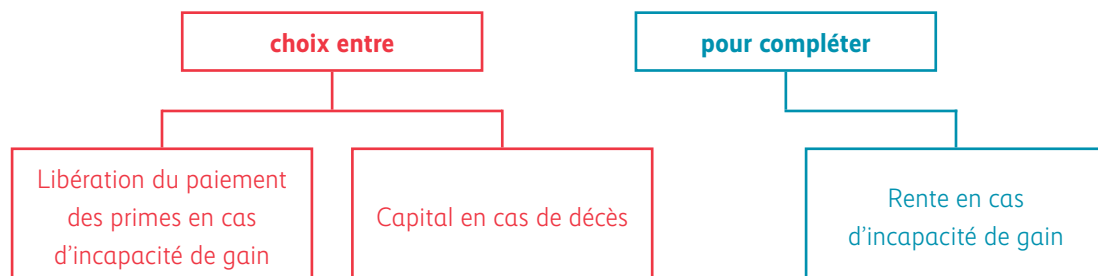 choix entre
pour compléter
Libération du paiement
des primes en cas
d'incapacité de gain
Capital en cas de décès
Rente en cas
d'incapacité de gain